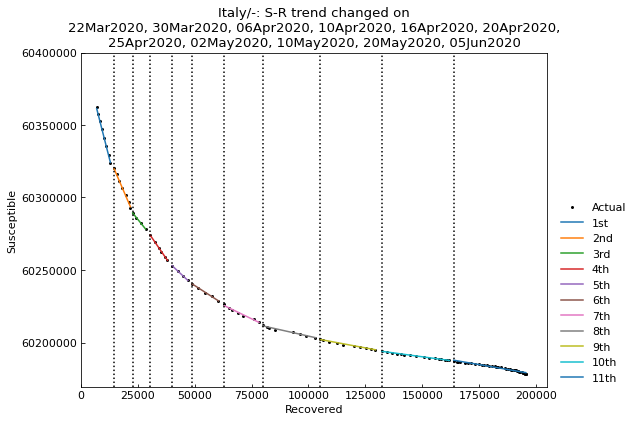 Italy/-: S-R trend changed on
22Mar2020, 30Mar2020, 06Apr2020, 10Apr2020, 16Apr2020, 20Apr2020,
25Apr2020, 02May2020, 10May2020, 20May2020, 05Jun2020
60400000
60350000
60300000
60250000
60200000
Susceptible
0 25000 50000 75000 100000 125000 150000 175000 200000
Recovered
Actual
1st
2nd
3rd
4th
5th
6th
7th
8th
9th
10th
11th